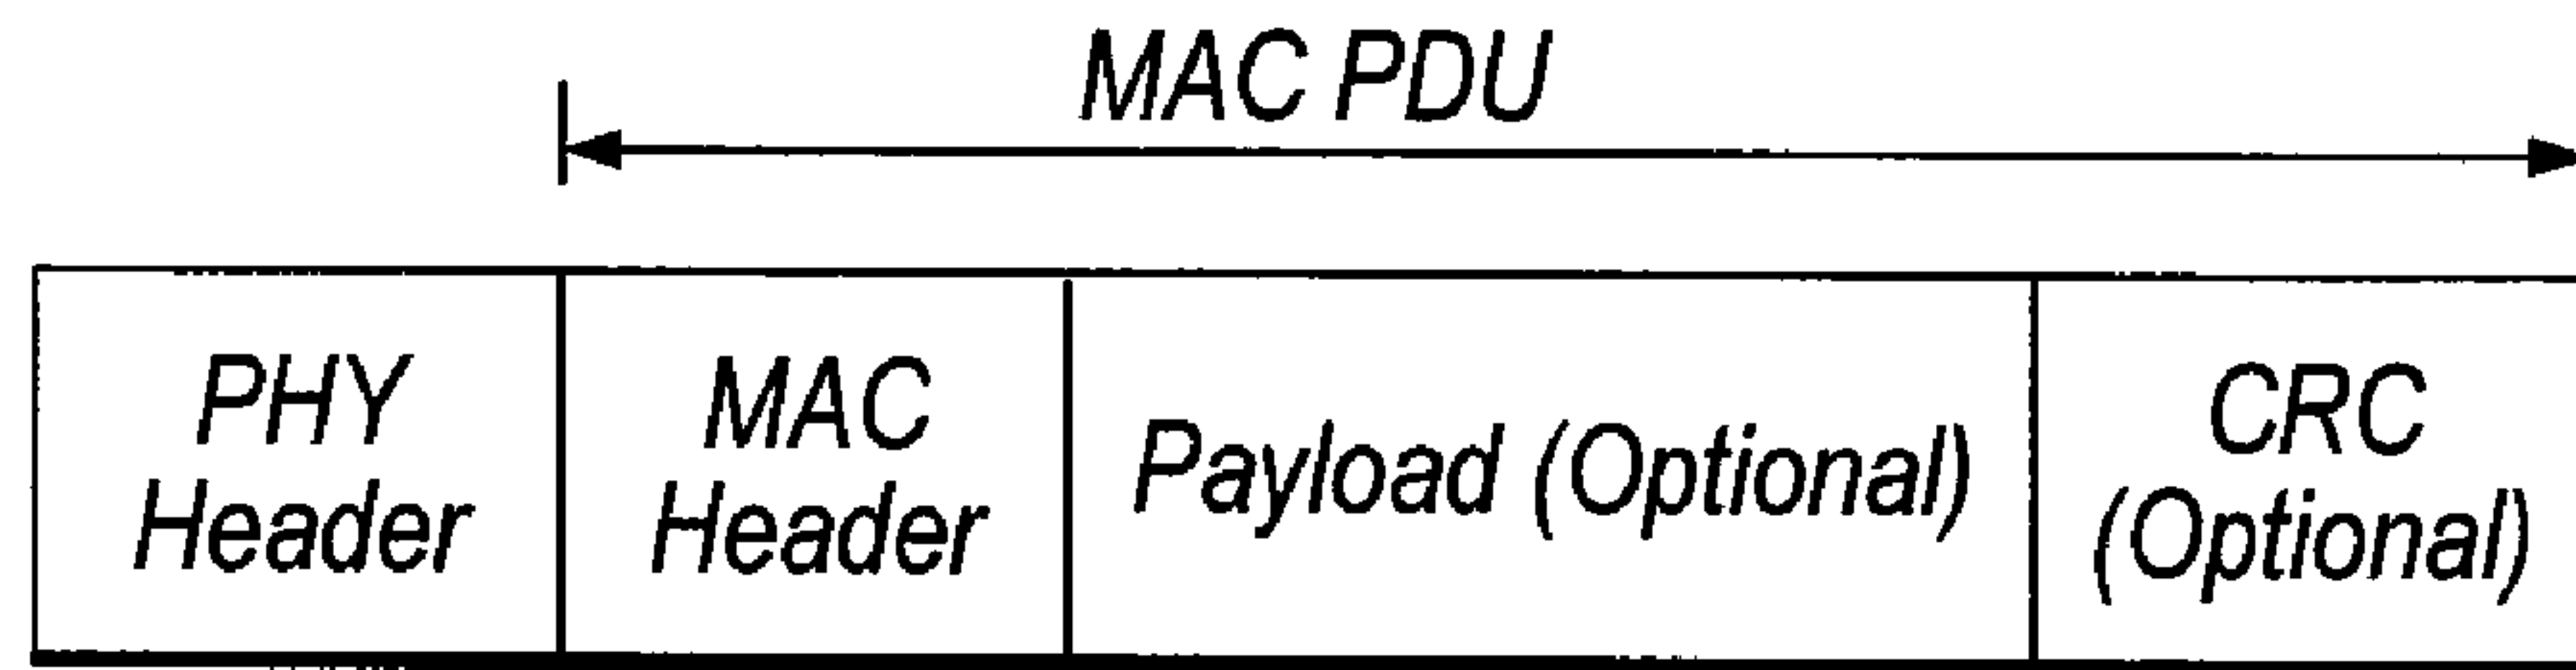 MAC PDU
PHY
Header
MAC
Header
Payload (Optional)
CRC
(Optional)